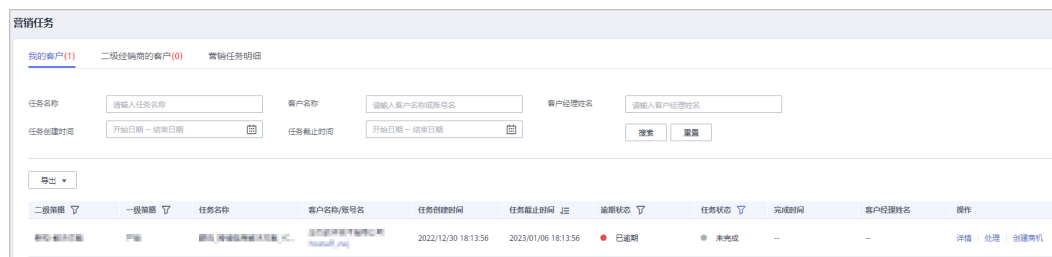 营销任务
我的客户(1) 二级经销商的客户(0) 营销任务明细
任务名称 请输入任务名称 客户名称 请输入客户名称或账号名 客户经理姓名 请输入客户经理姓名
任务创建时间 开始日期 – 结束日期 任务截止时间 开始日期 – 结束日期 搜索 重置
导出
二级策略 一级策略 任务名称 客户名称/账号名 任务创建时间 任务截止时间 逾期状态 任务状态 完成时间 客户经理姓名 操作
2022/12/30 18:13:56 2023/01/06 18:13:56 已逾期 未完成 -- -- 详情 处理 创建商机